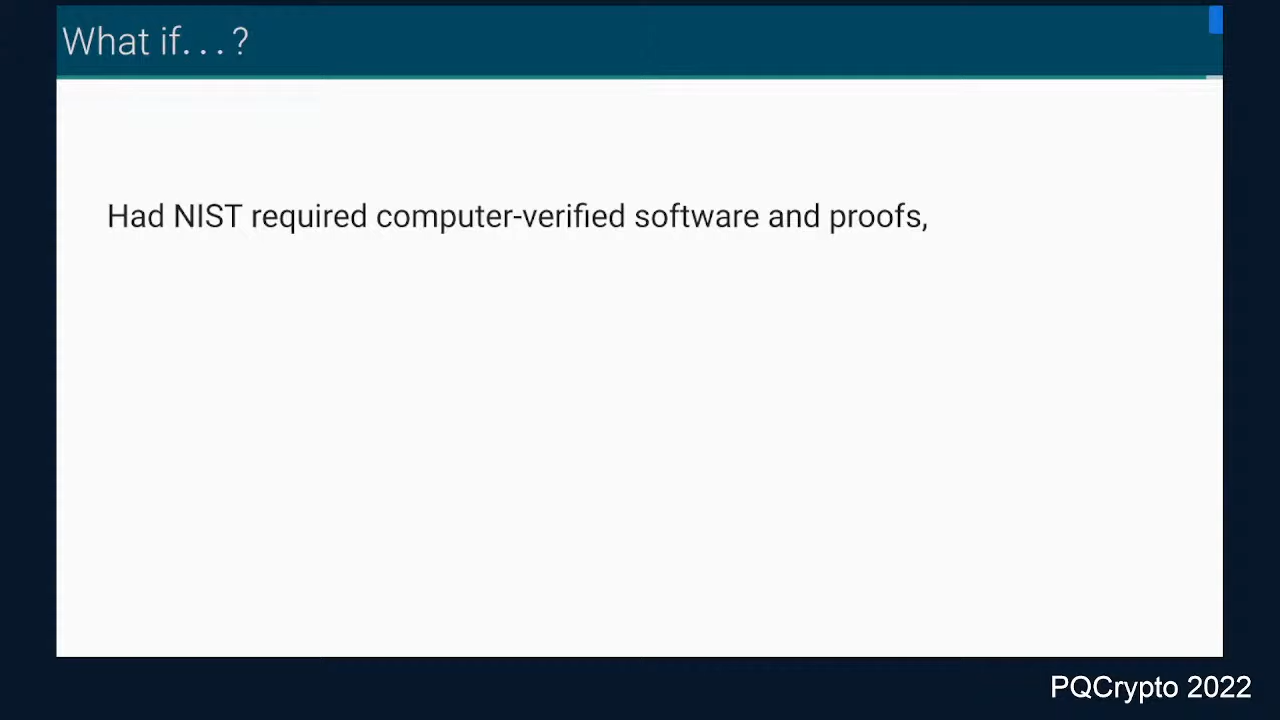 What if...?
Had NIST required computer-verified software and proofs,
PQCrypto 2022